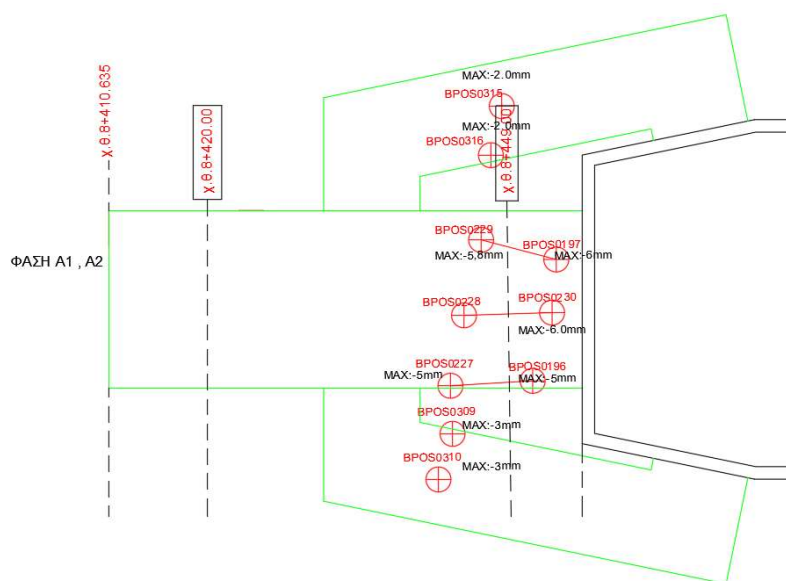 MAX:-2.0mm
χ.θ.8+410.635
BPOS0315
χ.θ.8+420.00
MAX:-2.0mm
χ.θ.8+449.00
BPOS0316
BPOS0229
BPOS0197
MAX:-5,8mm
MAX:-6mm
ΦΑΣΗ Α1 , Α2
BPOS0228
BPOS0230
MAX:-6.0mm
BPOS0227
BPOS0196
MAX:-5mm
MAX:-5mm
BPOS0309
MAX:-3mm
BPOS0310
MAX:-3mm